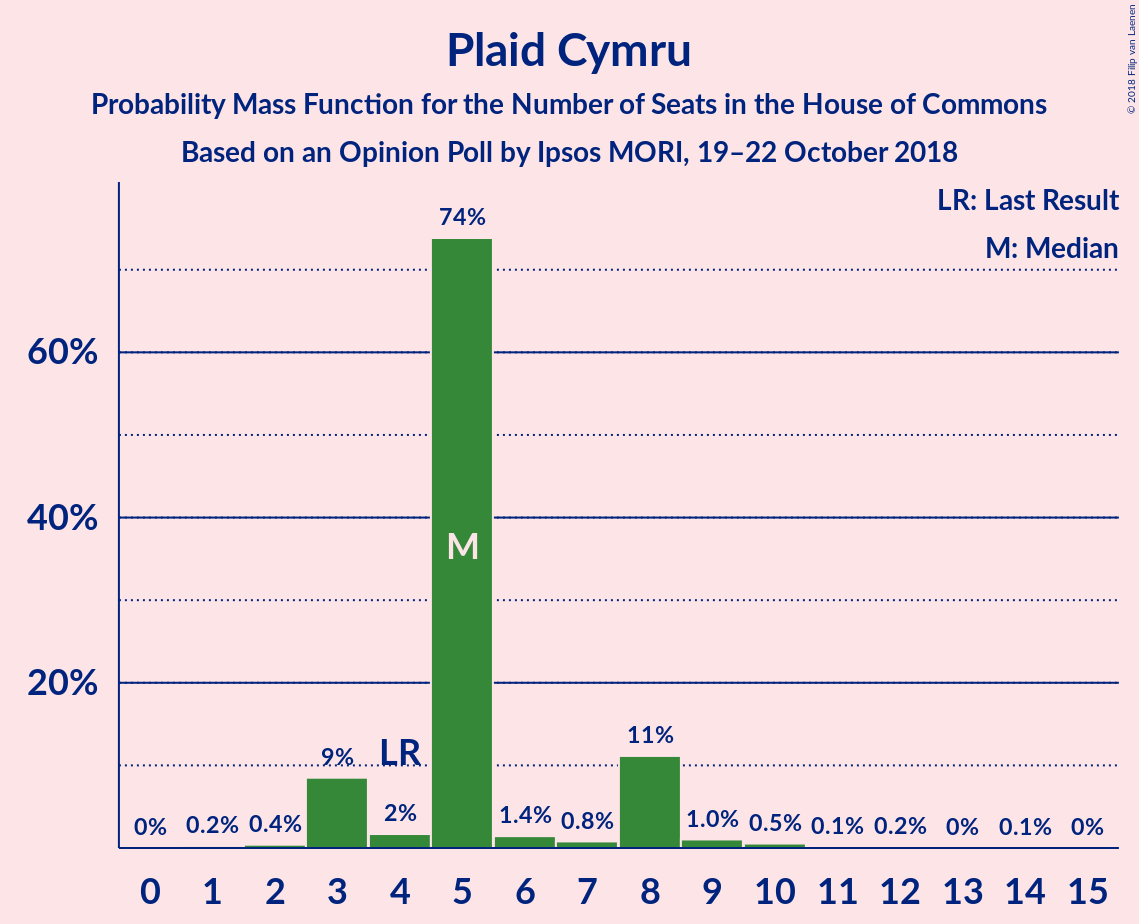 Plaid Cymru
Probability Mass Function for the Number of Seats in the House of Commons
Based on an Opinion Poll by Ipsos MORI, 19–22 October 2018
© 2018 Filip van Laenen
LR: Last Result
M: Median
60%
40%
20%
0%
0.2%
0.4%
9%
LR
2%
74%
M
1.4%
0.8%
11%
1.0%
0.5%
0.1%
0.2%
0%
0.1%
0%
0 1 2 3 4 5 6 7 8 9 10 11 12 13 14 15